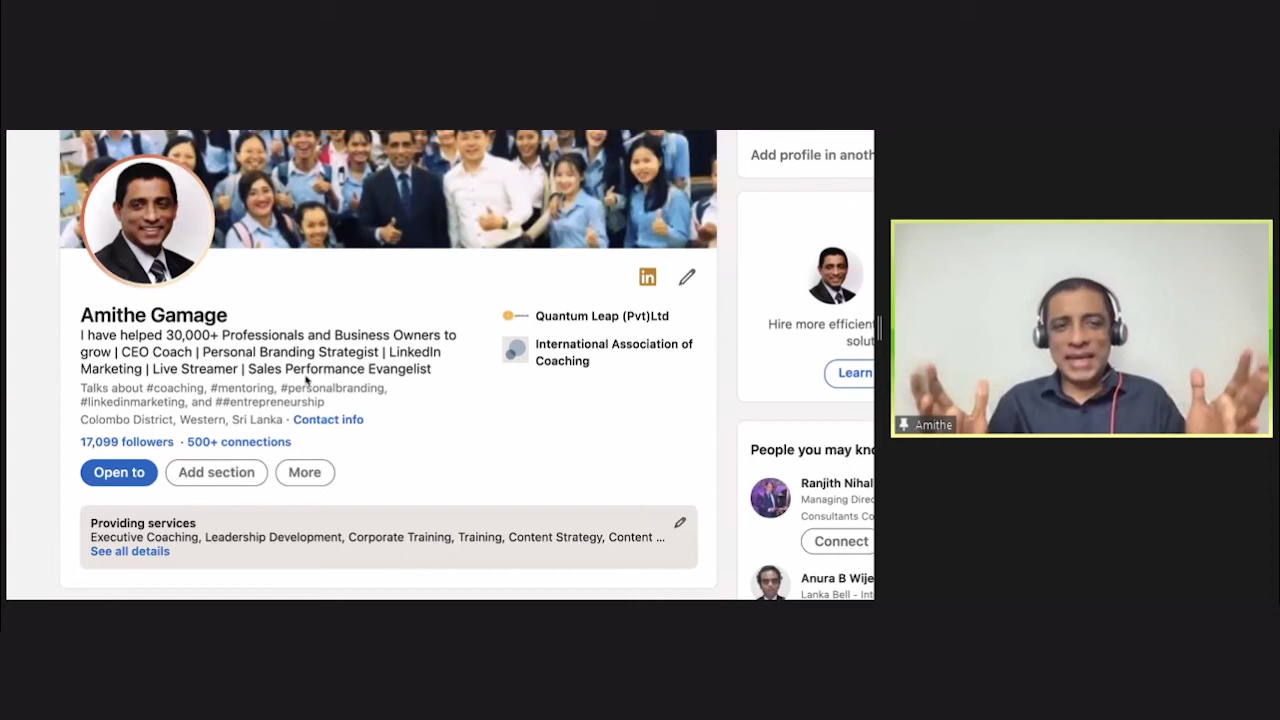 Add profile in anoth
in
Amithe Gamage
I have helped 30,000+ Professionals and Business Owners to
grow | CEO Coach | Personal Branding Strategist | LinkedIn
Marketing | Live Streamer | Sales Performance Evangelist
Talks about #coaching, #mentoring, #personalbranding,
#linkedinmarketing, and ##entrepreneurship
Colombo District, Western, Sri Lanka · Contact info
17,099 followers · 500+ connections
Open to
Add section
More
Quantum Leap (Pvt)Ltd
International Association of
Coaching
Providing services
Executive Coaching, Leadership Development, Corporate Training, Training, Content Strategy, Content ...
See all details
Hire more efficien
solut
Learn
People you may kno
Ranjith Nihal
Managing Direc
Consultants Co
Connect
Anura B Wije
Lanka Bell - Int
Amithe